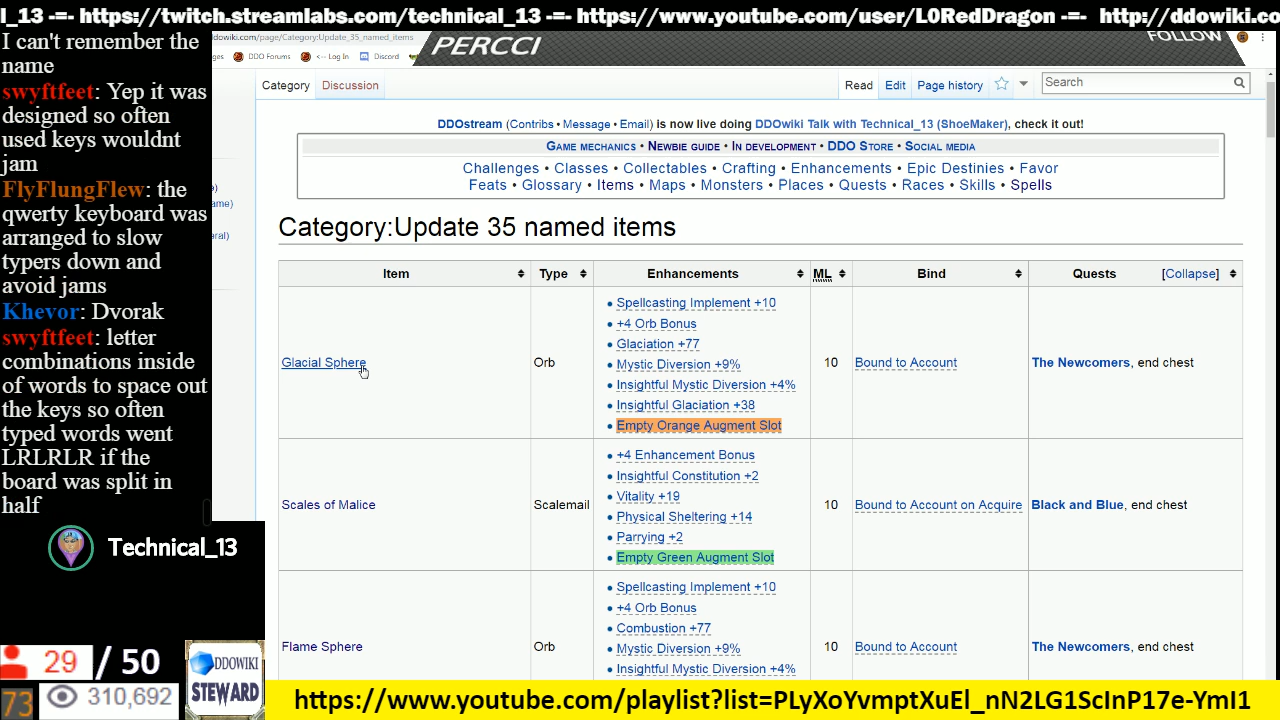 l_13 -=- https://twitch.streamlabs.com/technical_13 -=- https://www.youtube.com/user/L0RedDragon -=- http://ddowiki.co
I can't remember the
name
swyftfeet: Yep it was
designed so often
used keys wouldnt
jam
FlyFlungFlew: the
qwerty keyboard was
arranged to slow
typers down and
avoid jams
Khevor: Dvorak
swyftfeet: letter
combinations inside
of words to space out
the keys so often
typed words went
LRLRLR if the
board was split in
half
Technical_13
29 / 50
73 310,692
DDOWIKI
STEWARD
dowiki.com/page/Category:Update_35_named_items
ges DDO Forums <-- Log In Discord
PERCCI
FOLLOW
Category Discussion Read Edit Page history Search
DDOstream (Contribs • Message • Email) is now live doing DDOwiki Talk with Technical_13 (ShoeMaker), check it out!
Game mechanics • Newbie guide • In development • DDO Store • Social media
Challenges • Classes • Collectables • Crafting • Enhancements • Epic Destinies • Favor
Feats • Glossary • Items • Maps • Monsters • Places • Quests • Races • Skills • Spells
)
ame)
eral)
Category:Update 35 named items
Item Type Enhancements ML Bind Quests [Collapse]
Glacial Sphere Orb
• Spellcasting Implement +10
• +4 Orb Bonus
• Glaciation +77
• Mystic Diversion +9%
• Insightful Mystic Diversion +4%
• Insightful Glaciation +38
• Empty Orange Augment Slot
10 Bound to Account The Newcomers, end chest
Scales of Malice Scalemail
• +4 Enhancement Bonus
• Insightful Constitution +2
• Vitality +19
• Physical Sheltering +14
• Parrying +2
• Empty Green Augment Slot
10 Bound to Account on Acquire Black and Blue, end chest
Flame Sphere Orb
• Spellcasting Implement +10
• +4 Orb Bonus
• Combustion +77
• Mystic Diversion +9%
• Insightful Mystic Diversion +4%
10 Bound to Account The Newcomers, end chest
https://www.youtube.com/playlist?list=PLyXoYvmptXuEl_nN2LG1ScInP17e-YmI1